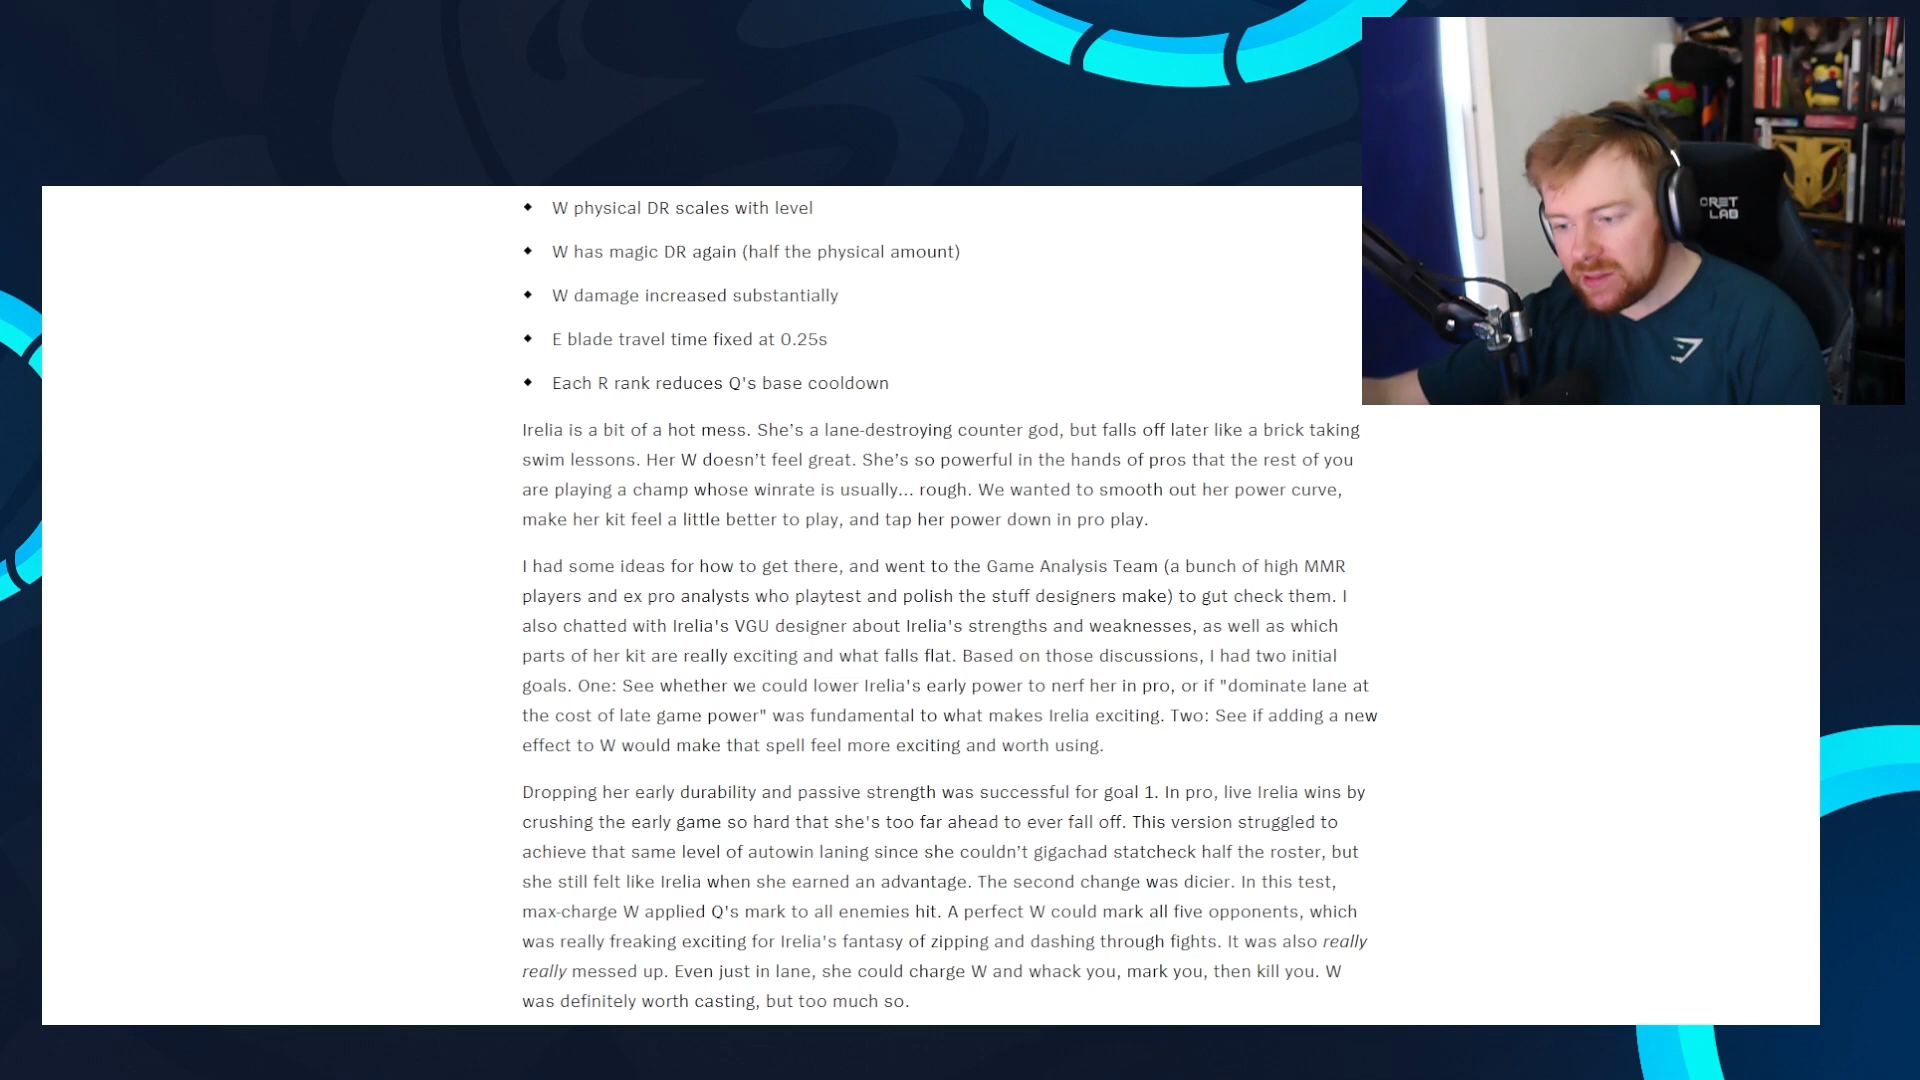 W physical DR scales with level
W has magic DR again (half the physical amount)
W damage increased substantially
E blade travel time fixed at 0.25s
Each R rank reduces Q's base cooldown
Irelia is a bit of a hot mess. She’s a lane-destroying counter god, but falls off later like a brick taking
swim lessons. Her W doesn’t feel great. She’s so powerful in the hands of pros that the rest of you
are playing a champ whose winrate is usually... rough. We wanted to smooth out her power curve,
make her kit feel a little better to play, and tap her power down in pro play.
I had some ideas for how to get there, and went to the Game Analysis Team (a bunch of high MMR
players and ex pro analysts who playtest and polish the stuff designers make) to gut check them. I
also chatted with Irelia's VGU designer about Irelia's strengths and weaknesses, as well as which
parts of her kit are really exciting and what falls flat. Based on those discussions, I had two initial
goals. One: See whether we could lower Irelia's early power to nerf her in pro, or if "dominate lane at
the cost of late game power" was fundamental to what makes Irelia exciting. Two: See if adding a new
effect to W would make that spell feel more exciting and worth using.
Dropping her early durability and passive strength was successful for goal 1. In pro, live Irelia wins by
crushing the early game so hard that she's too far ahead to ever fall off. This version struggled to
achieve that same level of autowin laning since she couldn’t gigachad statcheck half the roster, but
she still felt like Irelia when she earned an advantage. The second change was dicier. In this test,
max-charge W applied Q's mark to all enemies hit. A perfect W could mark all five opponents, which
was really freaking exciting for Irelia's fantasy of zipping and dashing through fights. It was also really
really messed up. Even just in lane, she could charge W and whack you, mark you, then kill you. W
was definitely worth casting, but too much so.
CRET
LAB